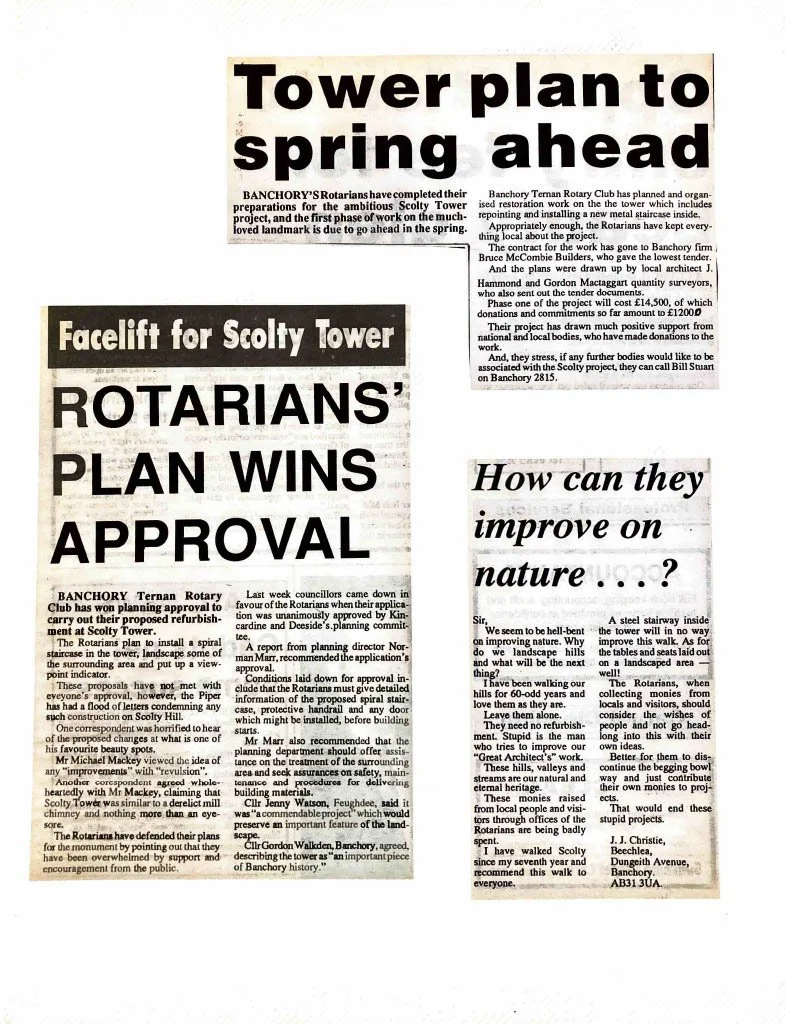 Tower plan to
spring ahead
BANCHORY'S Rotarians have completed their
preparations for the ambitious Scolty Tower
project, and the first phase of work on the much-
loved landmark is due to go ahead in the spring.
Banchory Ternan Rotary Club has planned and organ-
ised restoration work on the the tower which includes
repointing and installing a new metal staircase inside.
Appropriately enough, the Rotarians have kept every-
thing local about the project.
The contract for the work has gone to Banchory firm
Bruce McCombie Builders, who gave the lowest tender.
And the plans were drawn up by local architect J.
Hammond and Gordon Mactaggart quantity surveyors,
who also sent out the tender documents.
Phase one of the project will cost £14,500, of which
donations and commitments so far amount to £12000
Their project has drawn much positive support from
national and local bodies, who have made donations to the
work.
And, they stress, if any further bodies would like to be
associated with the Scolty project, they can call Bill Stuart
on Banchory 2815.
Facelift for Scolty Tower
ROTARIANS'
PLAN WINS
APPROVAL
BANCHORY Ternan Rotary
Club has won planning approval to
carry out their proposed refurbish-
ment at Scolty Tower.
The Rotarians plan to install a spiral
staircase in the tower, landscape some of
the surrounding area and put up a view-
point indicator.
These proposals have not met with
eveyone's approval, however, the Piper
has had a flood of letters condemning any
such construction on Scolty Hill.
One correspondent was horrified to hear
of the proposed changes at what is one of
his favourite beauty spots.
Mr Michael Mackey viewed the idea of
any "improvements" with "revulsion".
Another corespondent agreed whole-
heartedly with Mr Mackey, claiming that
Scolty Tower was similar to a derelict mill
chimney and nothing more than an eye-
sore.
The Rotarians have defended their plans
for the monument by pointing out that they
have been overwhelmed by support and
encouragement from the public.
Last week councillors came down in
favour of the Rotarians when their applica-
tion was unanimously approved by Kin-
cardine and Deeside's planning commit-
tee.
A report from planning director Nor-
man Marr, recommended the application's
approval.
Conditions laid down for approval in-
clude that the Rotarians must give detailed
information of the proposed spiral stair-
case, protective handrail and any door
which might be installed, before building
starts.
Mr Marr also recommended that the
planning department should offer assis-
tance on the treatment of the surrounding
area and seek assurances on safety, main-
tenance and procedures for delivering
building materials.
Cllr Jenny Watson, Feughdee, said it
was "a commendable project" which would
preserve an important feature of the land-
scape.
Cllr Gordon Walkden, Banchory, agreed,
describing the tower as "an important piece
of Banchory history."
How can they
improve on
nature . . . ?
Sir,
We seem to be hell-bent
on improving nature. Why
do we landscape hills
and what will be the next
thing?
I have been walking our
hills for 60-odd years and
love them as they are.
Leave them alone.
They need no refurbish-
ment. Stupid is the man
who tries to improve our
"Great Architect's" work.
These hills, valleys and
streams are our natural and
eternal heritage.
These monies raised
from local people and visi-
tors through offices of the
Rotarians are being badly
spent.
I have walked Scolty
since my seventh year and
recommend this walk to
everyone.
A steel stairway inside
the tower will in no way
improve this walk. As for
the tables and seats laid out
on a landscaped area —
well!
The Rotarians, when
collecting monies from
locals and visitors, should
consider the wishes of
people and not go head-
long into this with their
own ideas.
Better for them to dis-
continue the begging bowl
way and just contribute
their own monies to proj-
ects.
That would end these
stupid projects.
J. J. Christie,
Beechlea,
Dungeith Avenue,
Banchory.
AB31 3UA.